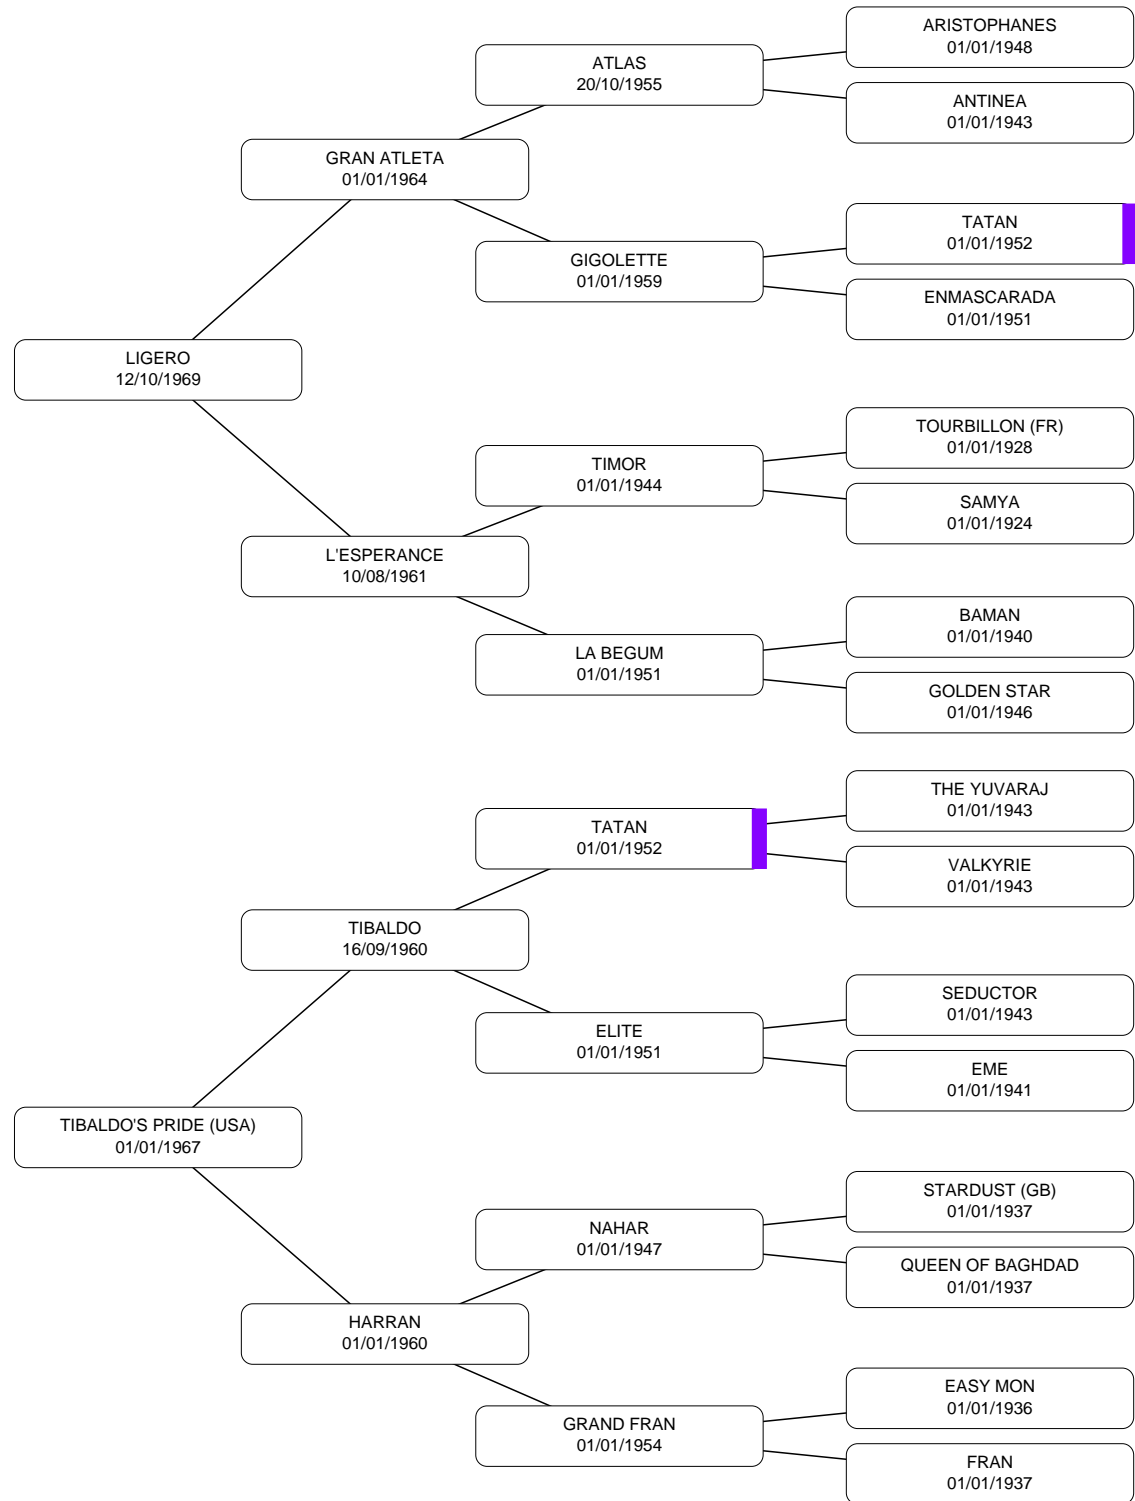 ARISTOPHANES
01/01/1948
ATLAS
20/10/1955
ANTINEA
01/01/1943
GRAN ATLETA
01/01/1964
TATAN
01/01/1952
GIGOLETTE
01/01/1959
ENMASCARADA
01/01/1951
LIGERO
12/10/1969
TOURBILLON (FR)
01/01/1928
TIMOR
01/01/1944
SAMYA
01/01/1924
L'ESPERANCE
10/08/1961
BAMAN
01/01/1940
LA BEGUM
01/01/1951
GOLDEN STAR
01/01/1946
THE YUVARAJ
01/01/1943
TATAN
01/01/1952
VALKYRIE
01/01/1943
TIBALDO
16/09/1960
SEDUCTOR
01/01/1943
ELITE
01/01/1951
EME
01/01/1941
TIBALDO'S PRIDE (USA)
01/01/1967
STARDUST (GB)
01/01/1937
NAHAR
01/01/1947
QUEEN OF BAGHDAD
01/01/1937
HARRAN
01/01/1960
EASY MON
01/01/1936
GRAND FRAN
01/01/1954
FRAN
01/01/1937